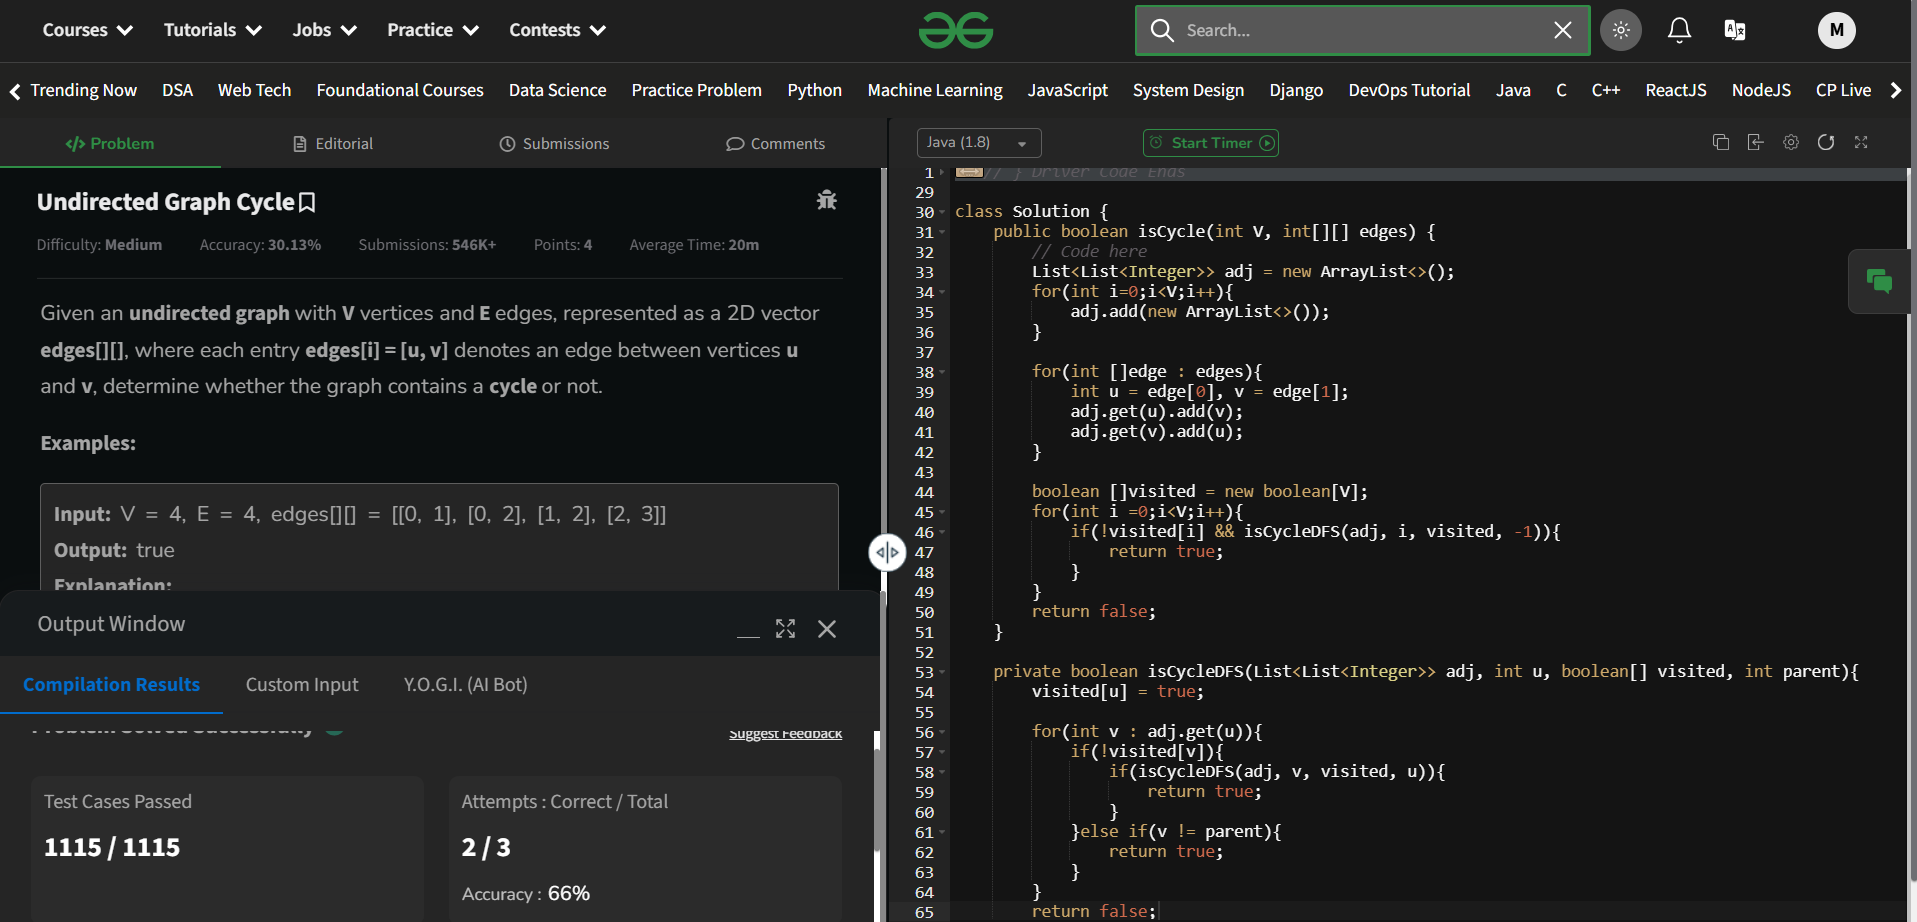 Courses Tutorials Jobs Practice Contests Search... M
Trending Now DSA Web Tech Foundational Courses Data Science Practice Problem Python Machine Learning JavaScript System Design Django DevOps Tutorial Java C C++ ReactJS NodeJS CP Live
</> Problem Editorial Submissions Comments
Undirected Graph Cycle
Difficulty: Medium Accuracy: 30.13% Submissions: 546K+ Points: 4 Average Time: 20m
Given an undirected graph with V vertices and E edges, represented as a 2D vector
edges[][], where each entry edges[i] = [u, v] denotes an edge between vertices u
and v, determine whether the graph contains a cycle or not.
Examples:
Input: V = 4, E = 4, edges[][] = [[0, 1], [0, 2], [1, 2], [2, 3]]
Output: true
Explanation:
Output Window
Compilation Results Custom Input Y.O.G.I. (AI Bot)
Problem Solved Successfully Suggest Feedback
Test Cases Passed
1115 / 1115
Attempts : Correct / Total
2 / 3
Accuracy : 66%
Java (1.8) Start Timer
1 // } Driver Code Ends
29
30 class Solution {
31     public boolean isCycle(int V, int[][] edges) {
32         // Code here
33         List<List<Integer>> adj = new ArrayList<>();
34         for(int i=0;i<V;i++){
35             adj.add(new ArrayList<>());
36         }
37
38         for(int []edge : edges){
39             int u = edge[0], v = edge[1];
40             adj.get(u).add(v);
41             adj.get(v).add(u);
42         }
43
44         boolean []visited = new boolean[V];
45         for(int i =0;i<V;i++){
46             if(!visited[i] && isCycleDFS(adj, i, visited, -1)){
47                 return true;
48             }
49         }
50         return false;
51     }
52
53     private boolean isCycleDFS(List<List<Integer>> adj, int u, boolean[] visited, int parent){
54         visited[u] = true;
55
56         for(int v : adj.get(u)){
57             if(!visited[v]){
58                 if(isCycleDFS(adj, v, visited, u)){
59                     return true;
60                 }
61             }else if(v != parent){
62                 return true;
63             }
64         }
65         return false;